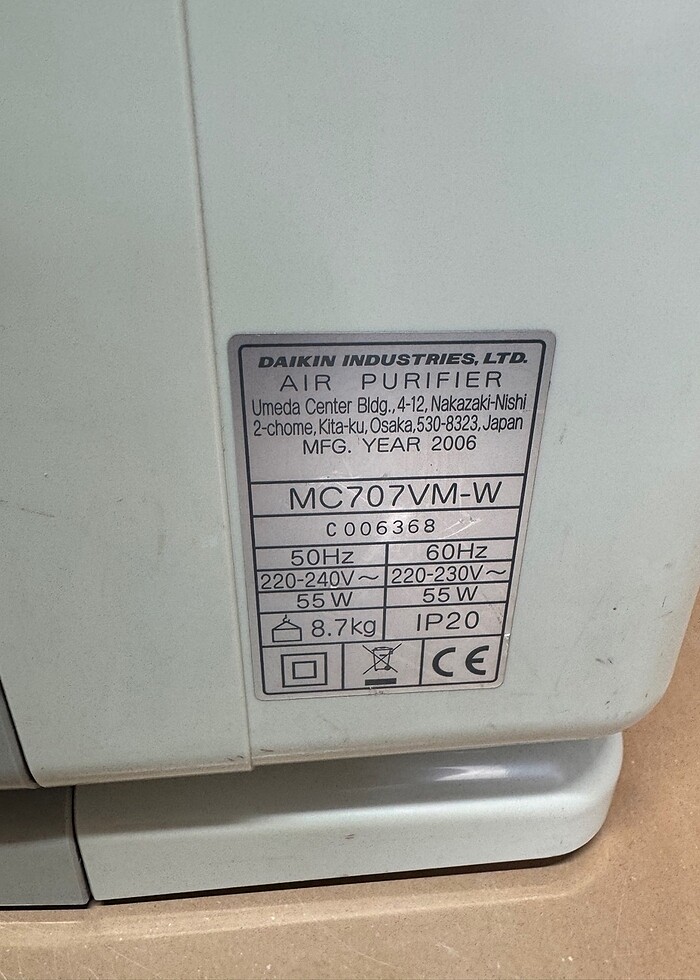 DAIKIN INDUSTRIES, LTD.
AIR PURIFIER
Umeda Center Bldg., 4-12, Nakazaki-Nishi
2-chome, Kita-ku, Osaka, 530-8323, Japan
MFG. YEAR 2006
MC707VM-W
C006368
50Hz 60Hz
220-240V~ 220-230V~
55W 55W
8.7kg IP20
CE